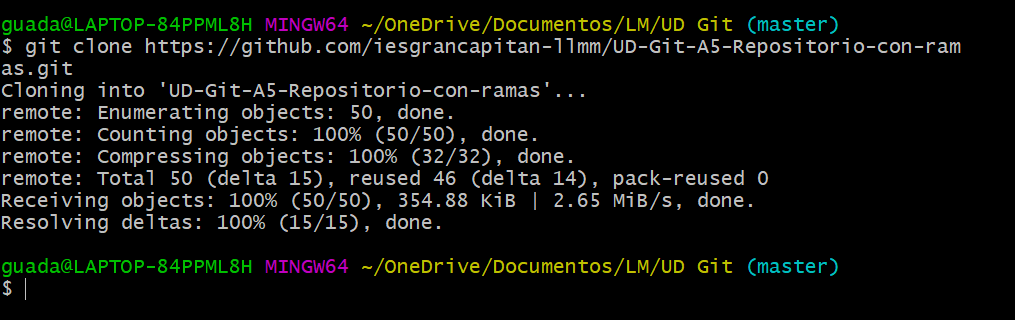 guada@LAPTOP-84PPML8H MINGW64 ~/OneDrive/Documentos/LM/UD Git (master)
$ git clone https://github.com/iesgrancapitan-llmm/UD-Git-A5-Repositorio-con-ram
as.git
Cloning into 'UD-Git-A5-Repositorio-con-ramas'...
remote: Enumerating objects: 50, done.
remote: Counting objects: 100% (50/50), done.
remote: Compressing objects: 100% (32/32), done.
remote: Total 50 (delta 15), reused 46 (delta 14), pack-reused 0
Receiving objects: 100% (50/50), 354.88 KiB | 2.65 MiB/s, done.
Resolving deltas: 100% (15/15), done.
guada@LAPTOP-84PPML8H MINGW64 ~/OneDrive/Documentos/LM/UD Git (master)
$